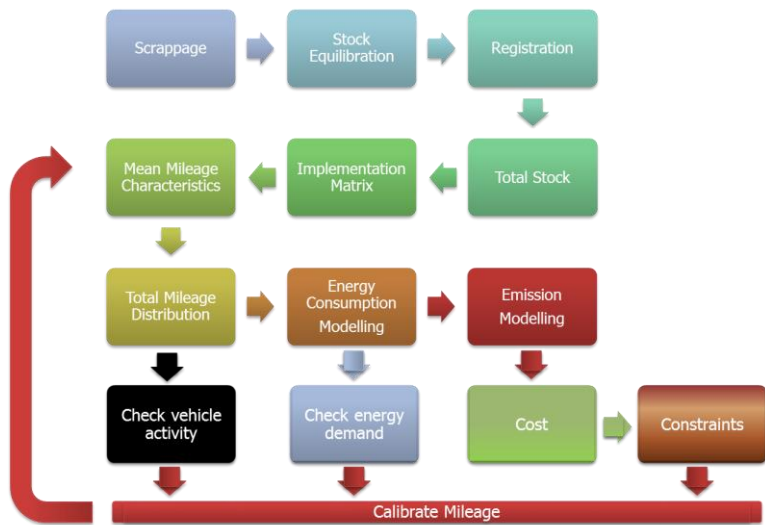 Scrappage
Stock
Equilibration
Registration
Mean Mileage
Characteristics
Implementation
Matrix
Total Stock
Total Mileage
Distribution
Energy
Consumption
Modelling
Emission
Modelling
Check vehicle
activity
Check energy
demand
Cost
Constraints
Calibrate Mileage